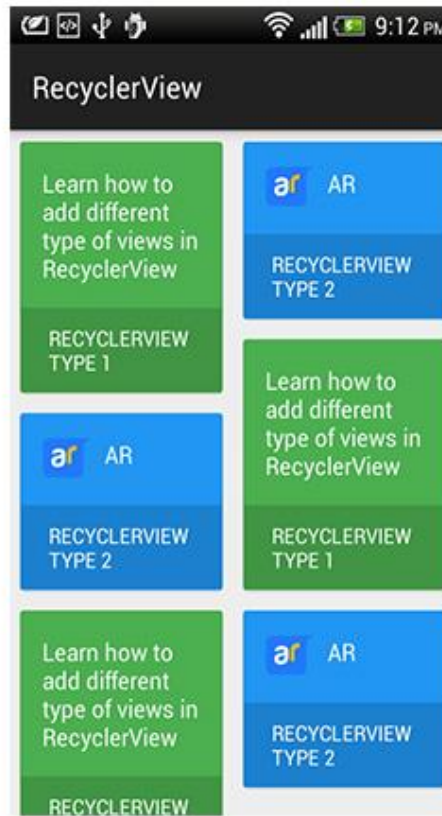 9:12 PM
RecyclerView
Learn how to
add different
type of views in
RecyclerView
RECYCLERVIEW
TYPE 1
ar AR
RECYCLERVIEW
TYPE 2
ar AR
RECYCLERVIEW
TYPE 2
Learn how to
add different
type of views in
RecyclerView
RECYCLERVIEW
TYPE 1
Learn how to
add different
type of views in
RecyclerView
RECYCLERVIEW
ar AR
RECYCLERVIEW
TYPE 2